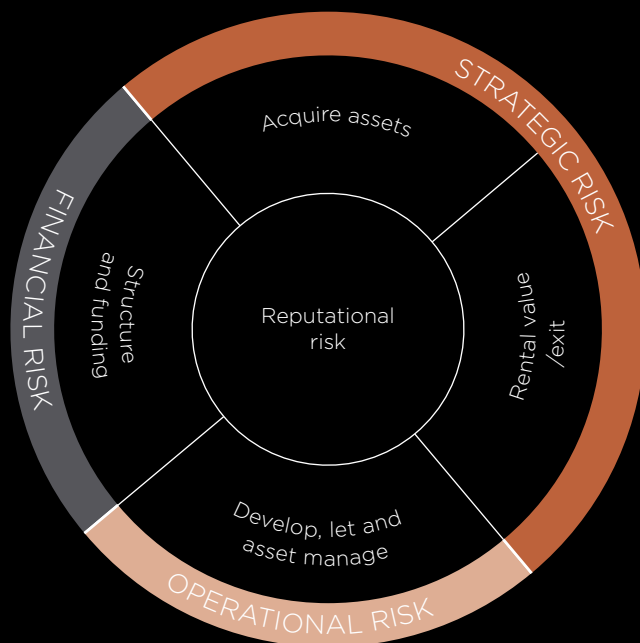 STRATEGIC RISK
Acquire assets
FINANCIAL RISK
Structure
and funding
Reputational
risk
Rental value
/exit
Develop, let and
asset manage
OPERATIONAL RISK